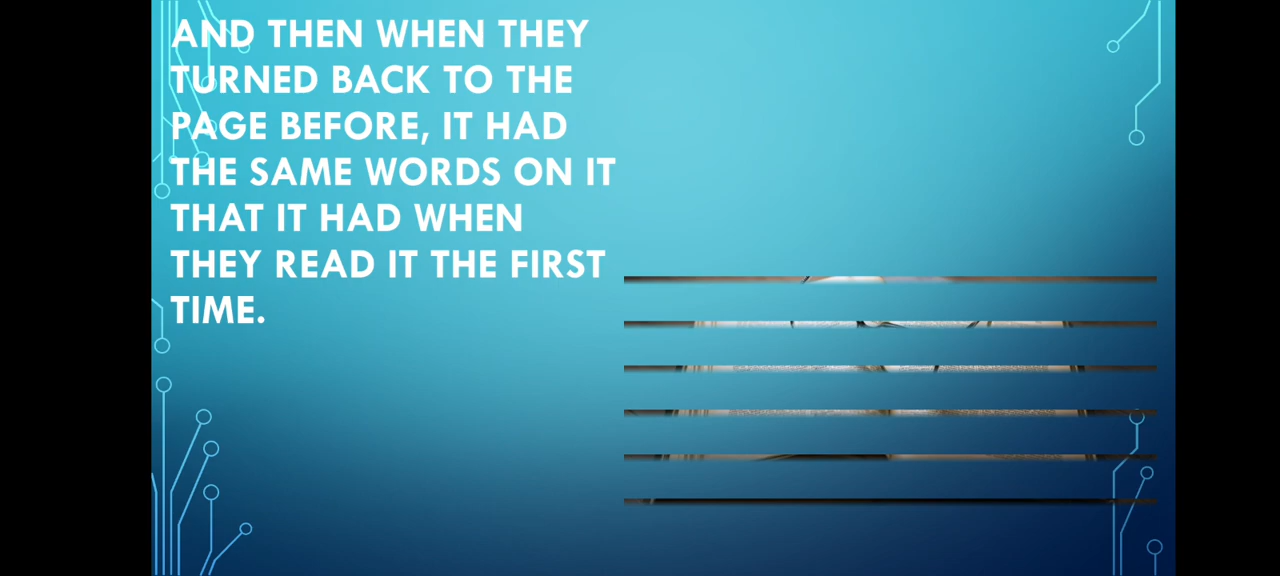 AND THEN WHEN THEY
TURNED BACK TO THE
PAGE BEFORE, IT HAD
THE SAME WORDS ON IT
THAT IT HAD WHEN
THEY READ IT THE FIRST
TIME.